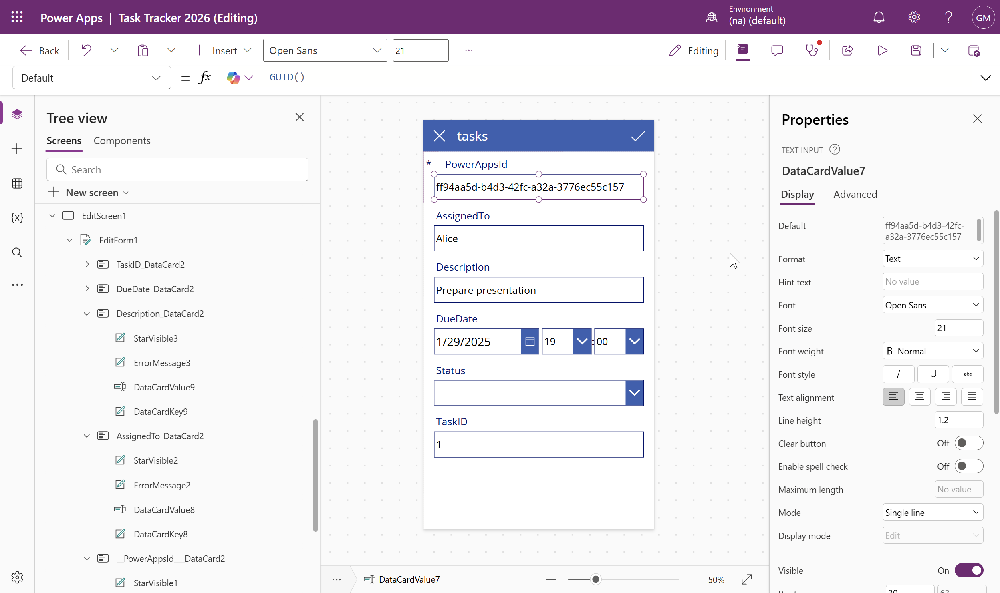 Power Apps | Task Tracker 2026 (Editing)
Environment
(na) (default)
GM
Back
Insert
Open Sans
21
Editing
Default
= fx
GUID()
Tree view
Screens
Components
Search
New screen
EditScreen1
EditForm1
TaskID_DataCard2
DueDate_DataCard2
Description_DataCard2
StarVisible3
ErrorMessage3
DataCardValue9
DataCardKey9
AssignedTo_DataCard2
StarVisible2
ErrorMessage2
DataCardValue8
DataCardKey8
__PowerAppsId___DataCard2
StarVisible1
tasks
* __PowerAppsId__
ff94aa5d-b4d3-42fc-a32a-3776ec55c157
AssignedTo
Alice
Description
Prepare presentation
DueDate
1/29/2025
19
:
00
Status
TaskID
1
DataCardValue7
50%
Properties
TEXT INPUT
DataCardValue7
Display
Advanced
Default
ff94aa5d-b4d3-42fc-
a32a-3776ec55c157
Format
Text
Hint text
No value
Font
Open Sans
Font size
21
Font weight
B Normal
Font style
/
U
abc
Text alignment
Line height
1.2
Clear button
Off
Enable spell check
Off
Maximum length
No value
Mode
Single line
Display mode
Edit
Visible
On